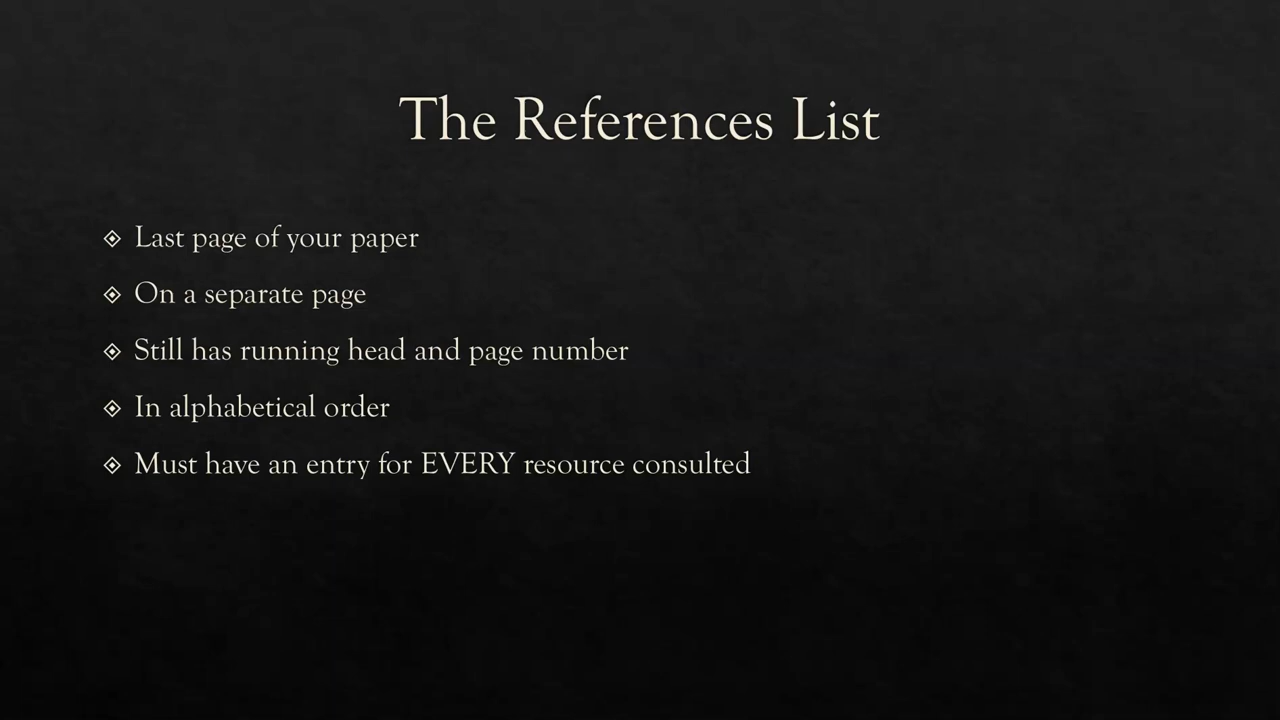 The References List
Last page of your paper
On a separate page
Still has running head and page number
In alphabetical order
Must have an entry for EVERY resource consulted